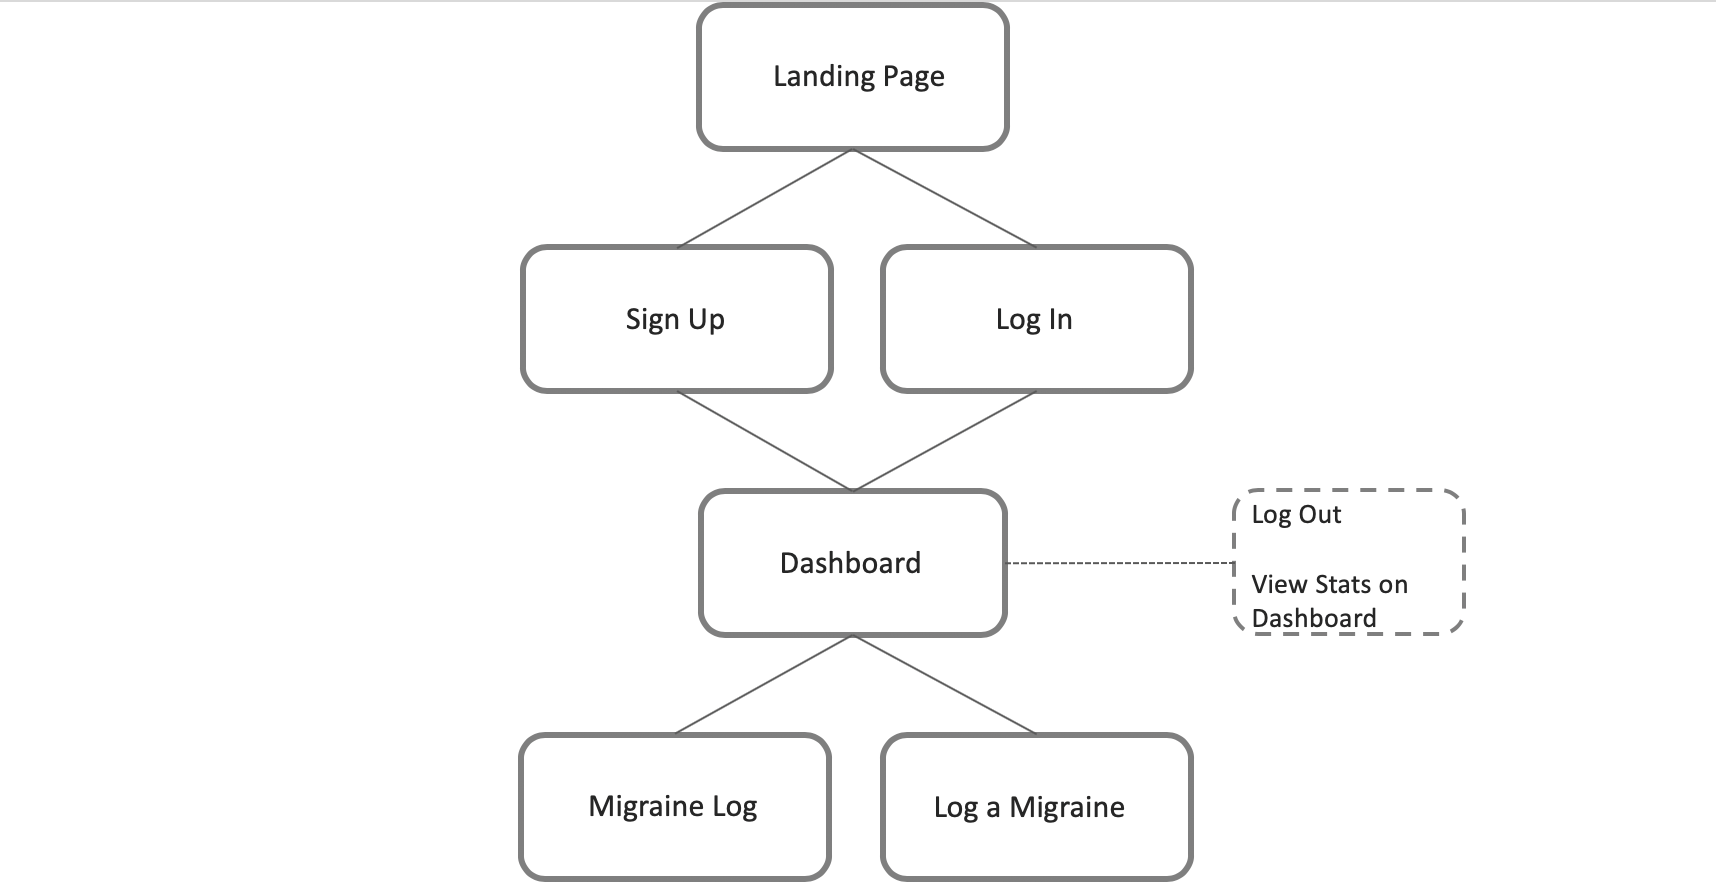 Landing Page
Sign Up
Log In
Dashboard
Log Out
View Stats on
Dashboard
Migraine Log
Log a Migraine